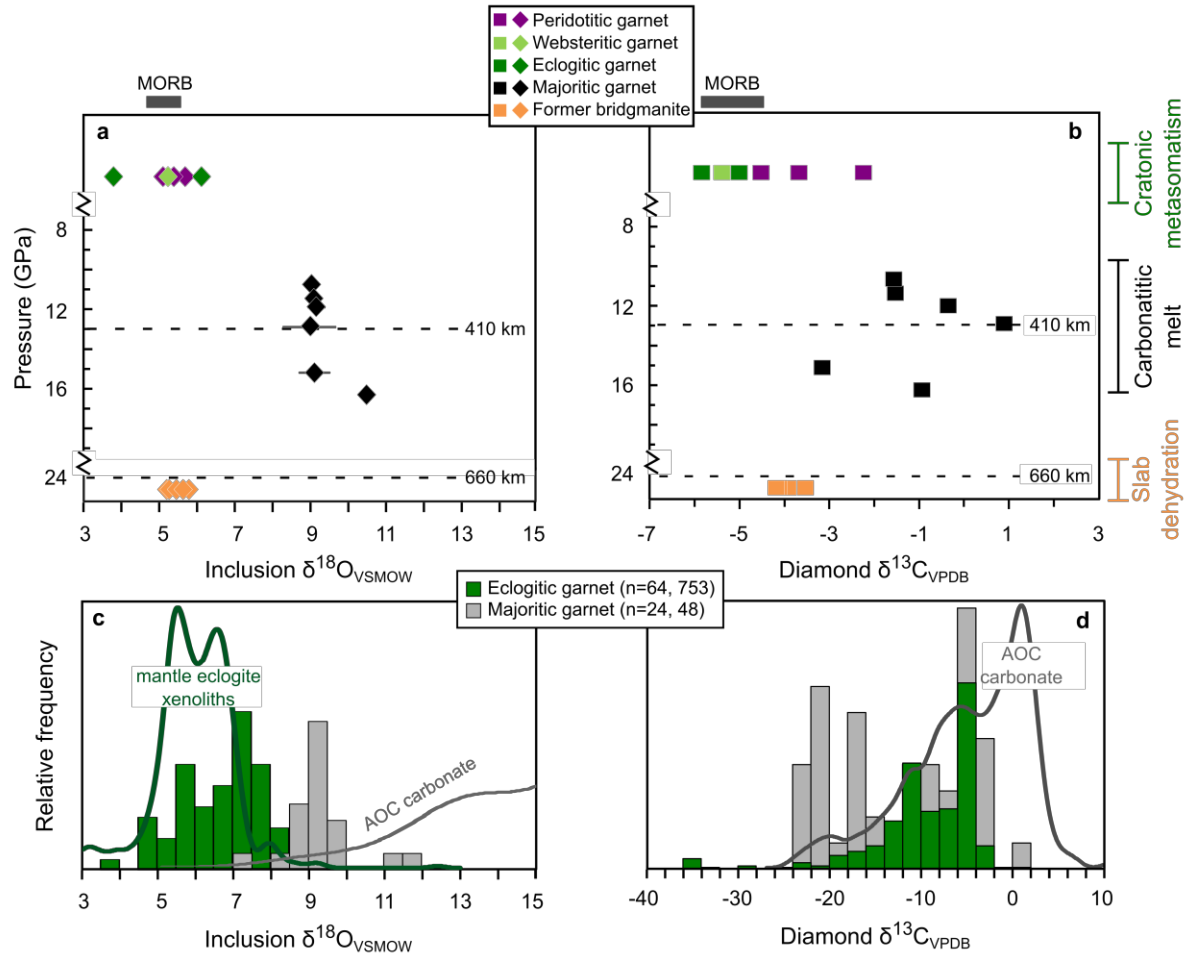 Peridotitic garnet
Websteritic garnet
Eclogitic garnet
Majoritic garnet
Former bridgmanite
MORB
MORB
a
b
Pressure (GPa)
8
12
16
24
410 km
660 km
3
5
7
9
11
13
15
Inclusion δ¹⁸O_VSMOW
8
12
16
24
410 km
660 km
-7
-5
-3
-1
1
3
Diamond δ¹³C_VPDB
Cratonic
metasomatism
Carbonatitic
melt
Slab
dehydration
Eclogitic garnet (n=64, 753)
Majoritic garnet (n=24, 48)
c
d
Relative frequency
mantle eclogite
xenoliths
AOC carbonate
3
5
7
9
11
13
15
Inclusion δ¹⁸O_VSMOW
AOC
carbonate
-40
-30
-20
-10
0
10
Diamond δ¹³C_VPDB